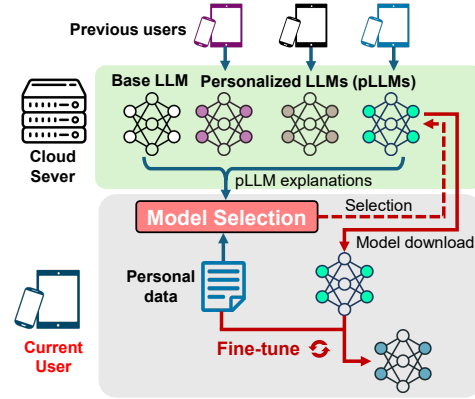 Previous users
Base LLM
Personalized LLMs (pLLMs)
Cloud
Sever
pLLM explanations
Selection
Model Selection
Model download
Personal
data
Current
User
Fine-tune